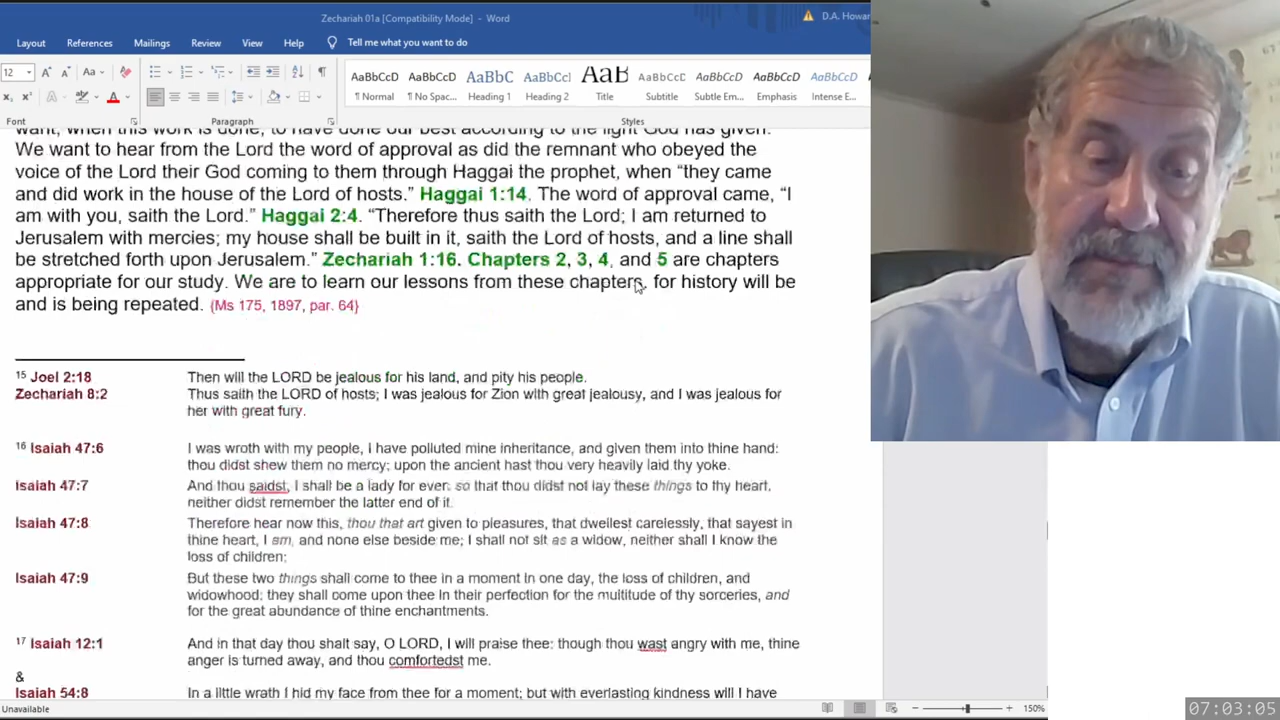 Zechariah 01a [Compatibility Mode] - Word
D.A. Howar
Layout References Mailings Review View Help Tell me what you want to do
12 Aa
AaBbCcD AaBbCcD AaBbC AaBbCcC AaB AaBbCcD AaBbCcD AaBbCcD AaBbCcD
¶ Normal ¶ No Spac... Heading 1 Heading 2 Title Subtitle Subtle Em... Emphasis Intense E...
Font Paragraph Styles
want, when this work is done, to have done our best according to the light God has given.
We want to hear from the Lord the word of approval as did the remnant who obeyed the
voice of the Lord their God coming to them through Haggai the prophet, when “they came
and did work in the house of the Lord of hosts.” Haggai 1:14. The word of approval came, “I
am with you, saith the Lord.” Haggai 2:4. “Therefore thus saith the Lord; I am returned to
Jerusalem with mercies; my house shall be built in it, saith the Lord of hosts, and a line shall
be stretched forth upon Jerusalem.” Zechariah 1:16. Chapters 2, 3, 4, and 5 are chapters
appropriate for our study. We are to learn our lessons from these chapters, for history will be
and is being repeated. {Ms 175, 1897, par. 64}
15 Joel 2:18 Then will the LORD be jealous for his land, and pity his people.
Zechariah 8:2 Thus saith the LORD of hosts; I was jealous for Zion with great jealousy, and I was jealous for
her with great fury.
16 Isaiah 47:6 I was wroth with my people, I have polluted mine inheritance, and given them into thine hand:
thou didst shew them no mercy; upon the ancient hast thou very heavily laid thy yoke.
Isaiah 47:7 And thou saidst, I shall be a lady for ever: so that thou didst not lay these things to thy heart,
neither didst remember the latter end of it.
Isaiah 47:8 Therefore hear now this, thou that art given to pleasures, that dwellest carelessly, that sayest in
thine heart, I am, and none else beside me; I shall not sit as a widow, neither shall I know the
loss of children;
Isaiah 47:9 But these two things shall come to thee in a moment in one day, the loss of children, and
widowhood: they shall come upon thee in their perfection for the multitude of thy sorceries, and
for the great abundance of thine enchantments.
17 Isaiah 12:1 And in that day thou shalt say, O LORD, I will praise thee: though thou wast angry with me, thine
anger is turned away, and thou comfortedst me.
&
Isaiah 54:8 In a little wrath I hid my face from thee for a moment; but with everlasting kindness will I have
Unavailable
150%
07:03:05